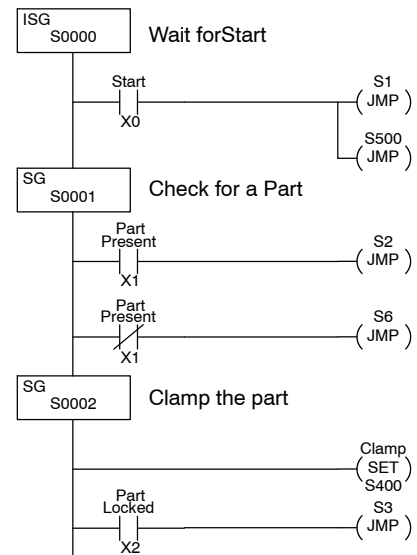 ISG
S0000
Wait forStart
Start
X0
S1
JMP
S500
JMP
SG
S0001
Check for a Part
Part
Present
X1
S2
JMP
Part
Present
X1
S6
JMP
SG
S0002
Clamp the part
Clamp
SET
S400
Part
Locked
X2
S3
JMP